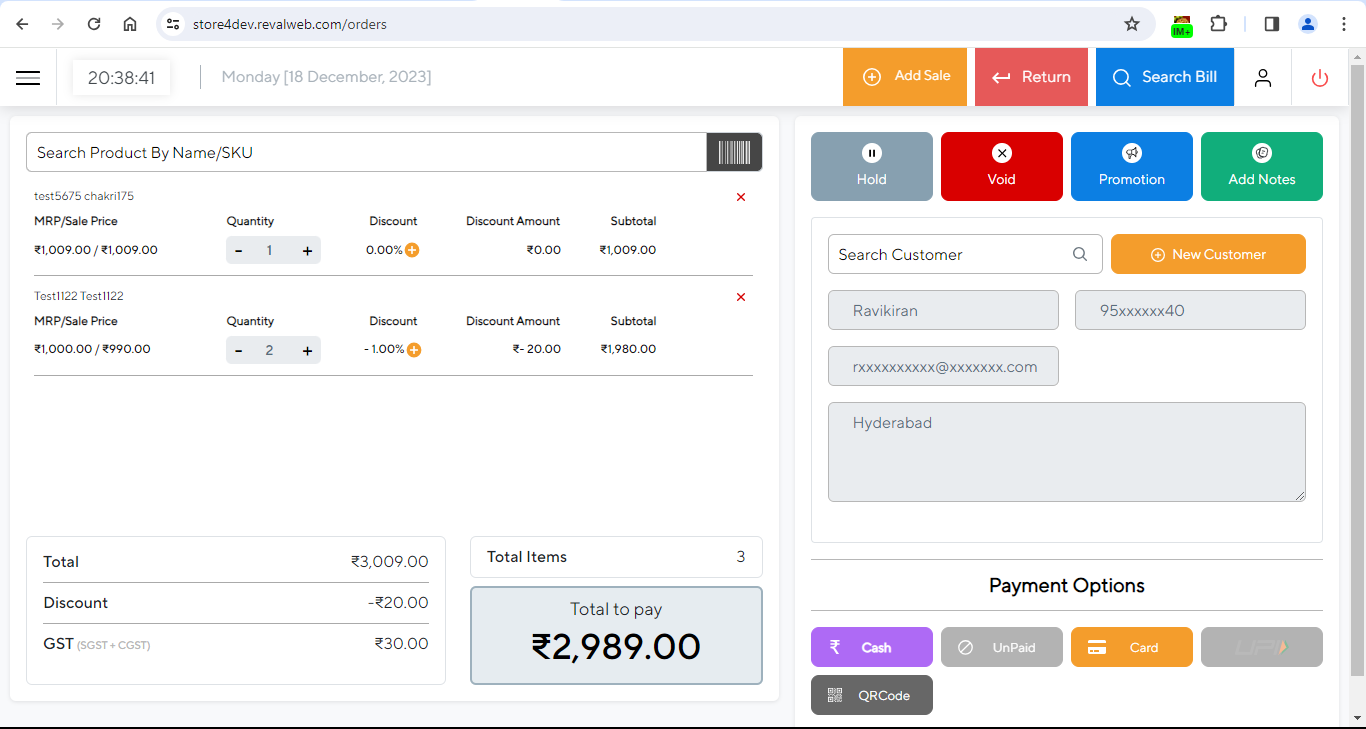 store4dev.revalweb.com/orders
IM+
20:38:41
Monday [18 December, 2023]
Add Sale
Return
Search Bill
Search Product By Name/SKU
test5675 chakri175
MRP/Sale Price Quantity Discount Discount Amount Subtotal
₹1,009.00 / ₹1,009.00 - 1 + 0.00% ₹0.00 ₹1,009.00
Test1122 Test1122
MRP/Sale Price Quantity Discount Discount Amount Subtotal
₹1,000.00 / ₹990.00 - 2 + - 1.00% ₹- 20.00 ₹1,980.00
Total ₹3,009.00
Discount -₹20.00
GST (SGST + CGST) ₹30.00
Total Items 3
Total to pay
₹2,989.00
Hold
Void
Promotion
Add Notes
Search Customer
New Customer
Ravikiran
95xxxxxx40
rxxxxxxxxxx@xxxxxxx.com
Hyderabad
Payment Options
₹ Cash
UnPaid
Card
UPI
QRCode